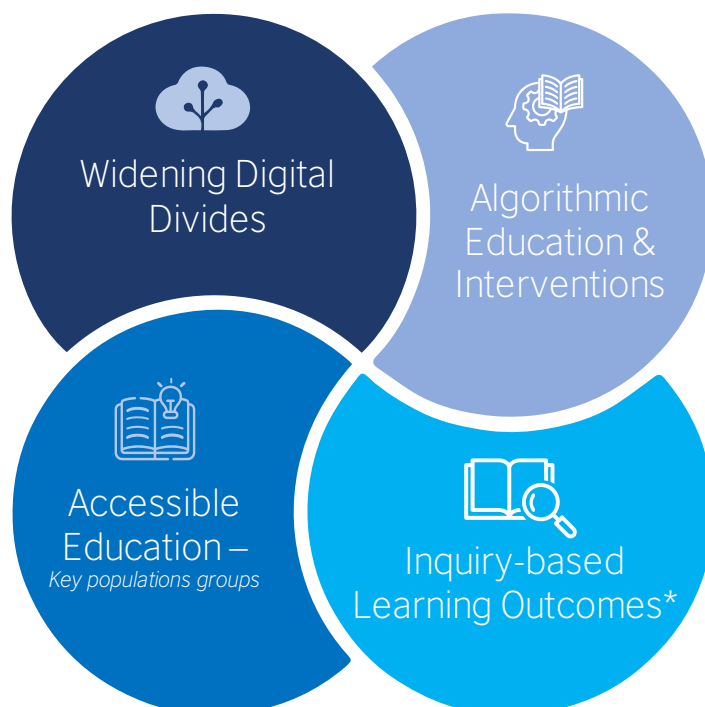 Widening Digital
Divides
Algorithmic
Education &
Interventions
Accessible
Education –
Key populations groups
Inquiry-based
Learning Outcomes*